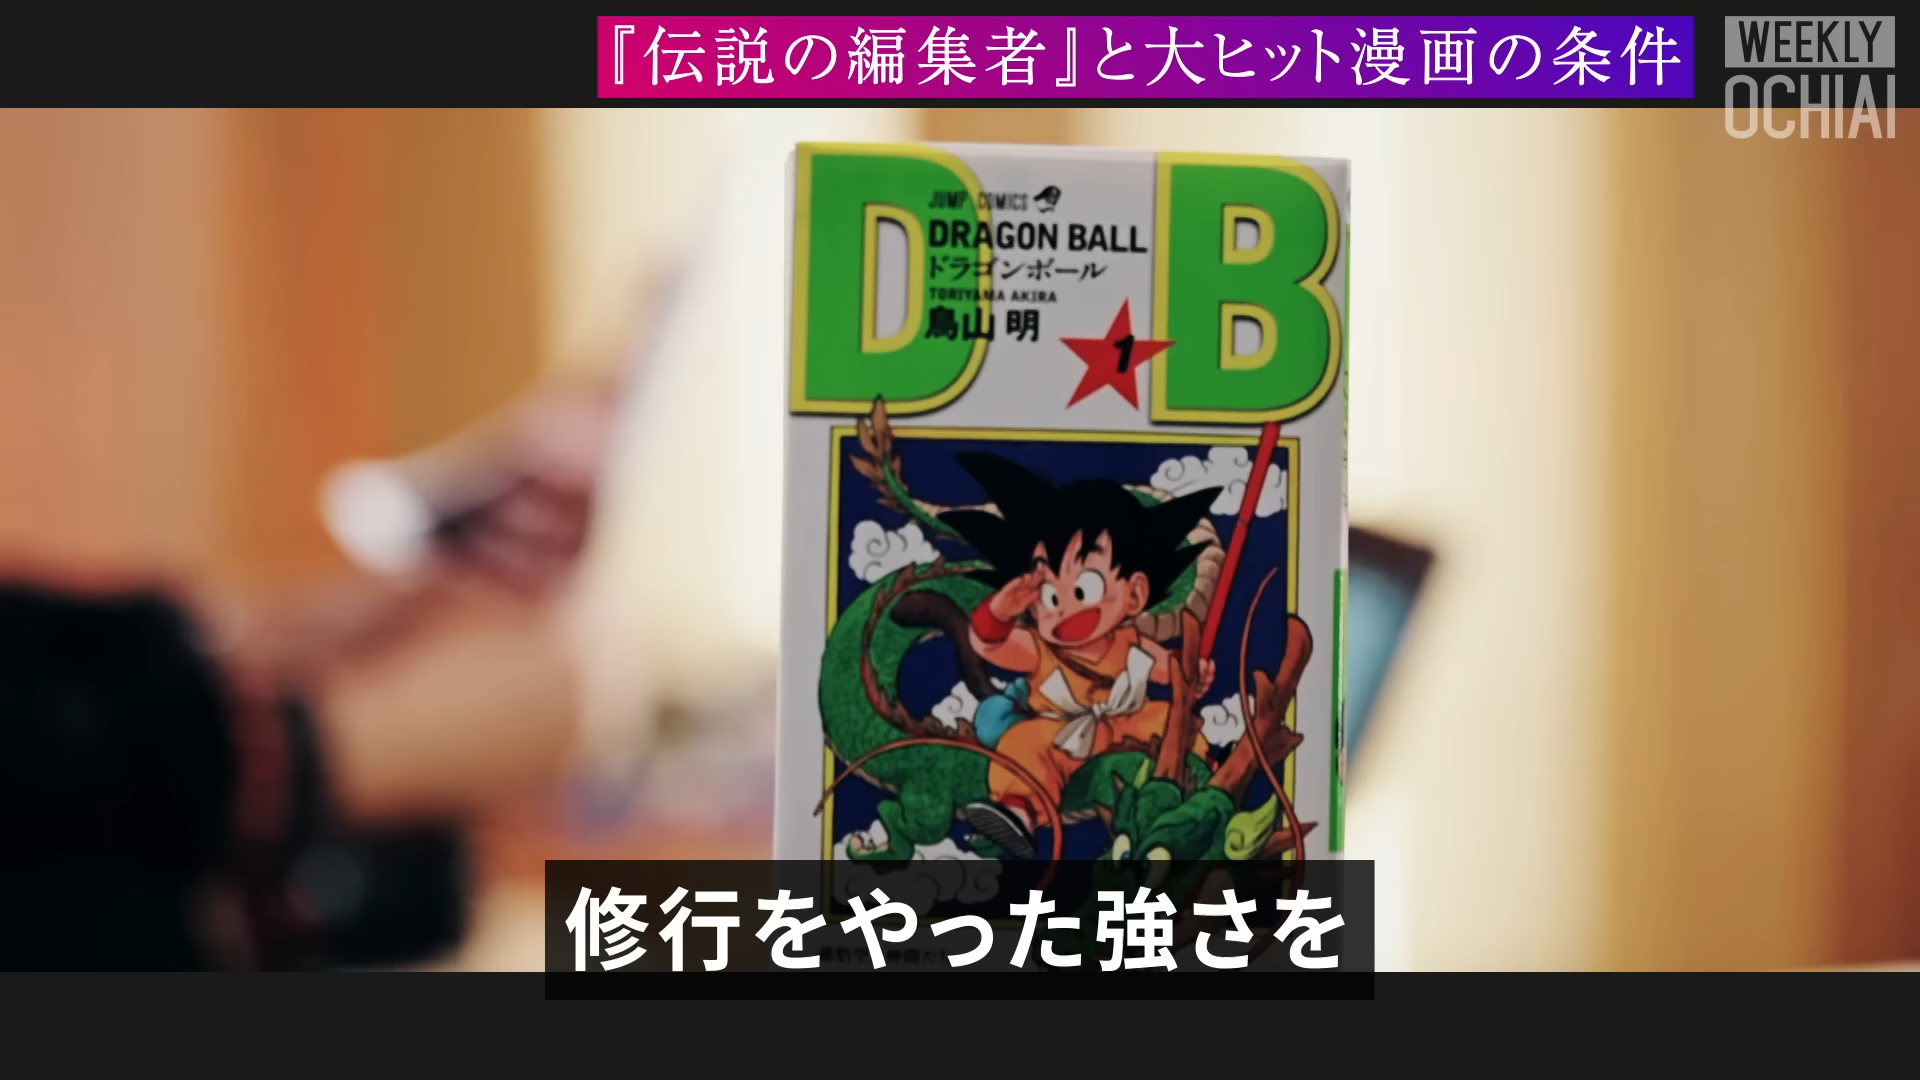 『伝説の編集者』と大ヒット漫画の条件
WEEKLY
OCHIAI
DB
JUMP COMICS
DRAGON BALL
ドラゴンボール
TORIYAMA AKIRA
鳥山明
1
修行をやった強さを